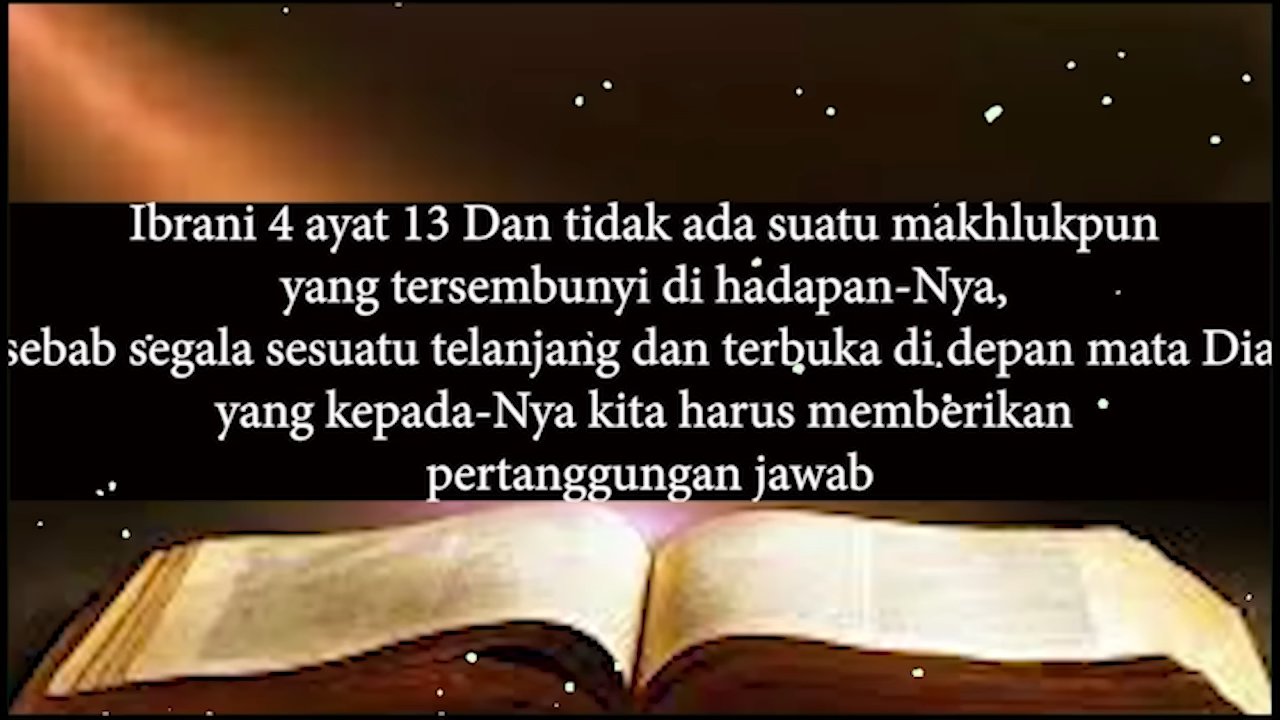 Ibrani 4 ayat 13 Dan tidak ada suatu makhlukpun
yang tersembunyi di hadapan-Nya,
sebab segala sesuatu telanjang dan terbuka di depan mata Dia
yang kepada-Nya kita harus memberikan
pertanggungan jawab